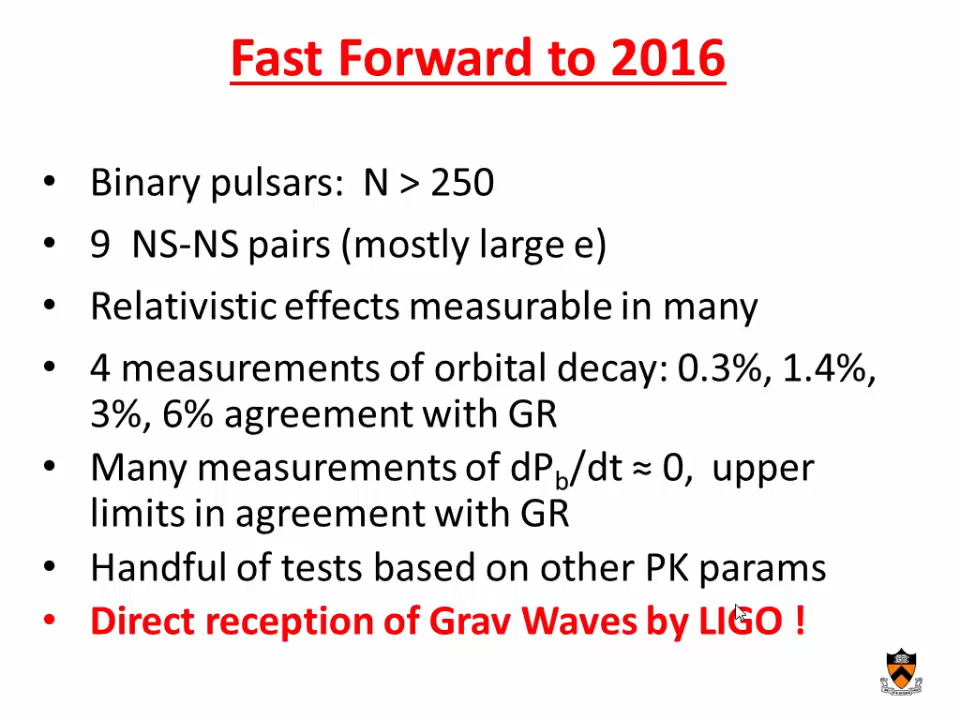 Fast Forward to 2016
• Binary pulsars: N > 250
• 9 NS-NS pairs (mostly large e)
• Relativistic effects measurable in many
• 4 measurements of orbital decay: 0.3%, 1.4%,
3%, 6% agreement with GR
• Many measurements of dPb/dt ≈ 0, upper
limits in agreement with GR
• Handful of tests based on other PK params
• Direct reception of Grav Waves by LIGO !